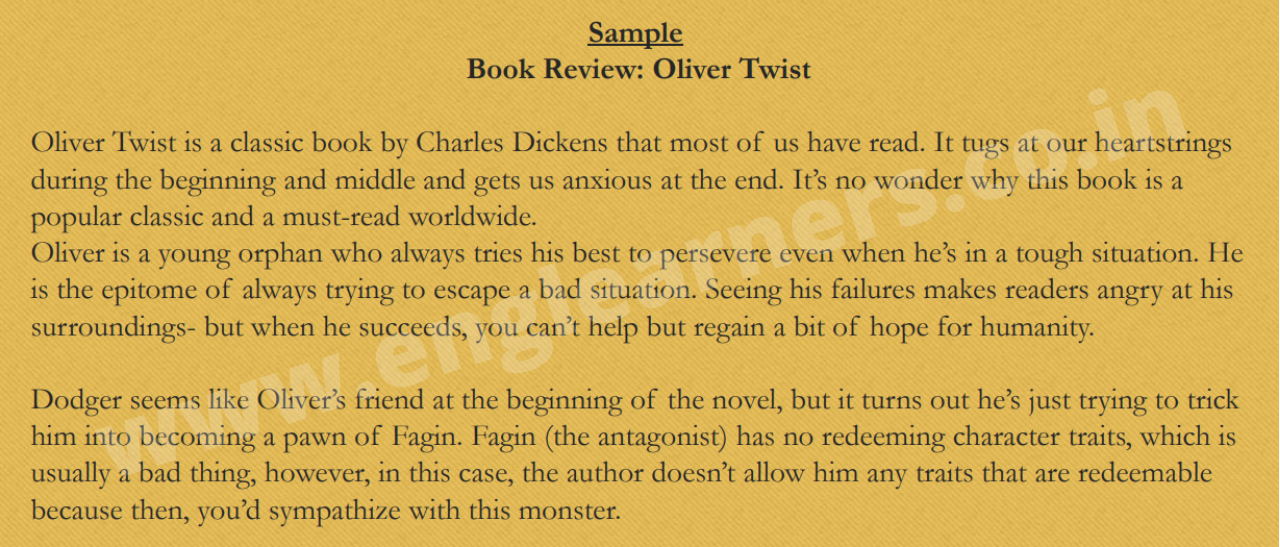 Sample
Book Review: Oliver Twist
Oliver Twist is a classic book by Charles Dickens that most of us have read. It tugs at our heartstrings
during the beginning and middle and gets us anxious at the end. It's no wonder why this book is a
popular classic and a must-read worldwide.
Oliver is a young orphan who always tries his best to persevere even when he's in a tough situation. He
is the epitome of always trying to escape a bad situation. Seeing his failures makes readers angry at his
surroundings- but when he succeeds, you can't help but regain a bit of hope for humanity.
Dodger seems like Oliver's friend at the beginning of the novel, but it turns out he's just trying to trick
him into becoming a pawn of Fagin. Fagin (the antagonist) has no redeeming character traits, which is
usually a bad thing, however, in this case, the author doesn't allow him any traits that are redeemable
because then, you'd sympathize with this monster.
www.englearners.co.in